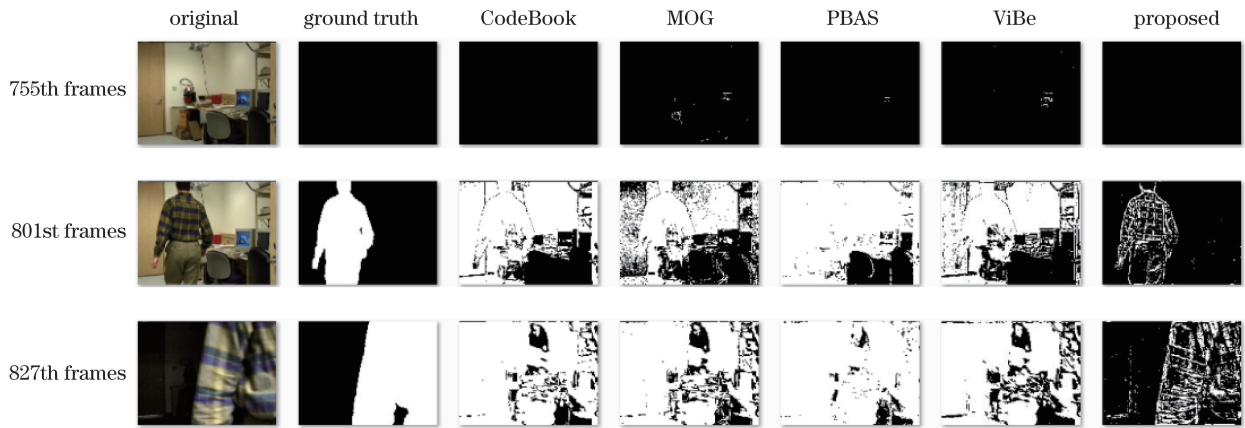 original ground truth CodeBook MOG PBAS ViBe proposed
755th frames
801st frames
827th frames